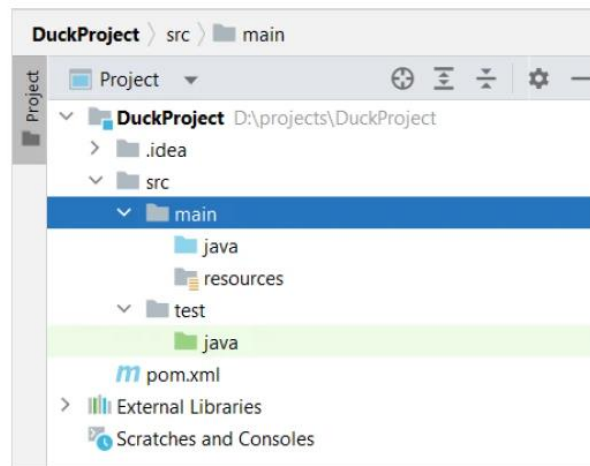 DuckProject 〉 src 〉 main
Project
Project
DuckProject D:\projects\DuckProject
.idea
src
main
java
resources
test
java
m pom.xml
External Libraries
Scratches and Consoles